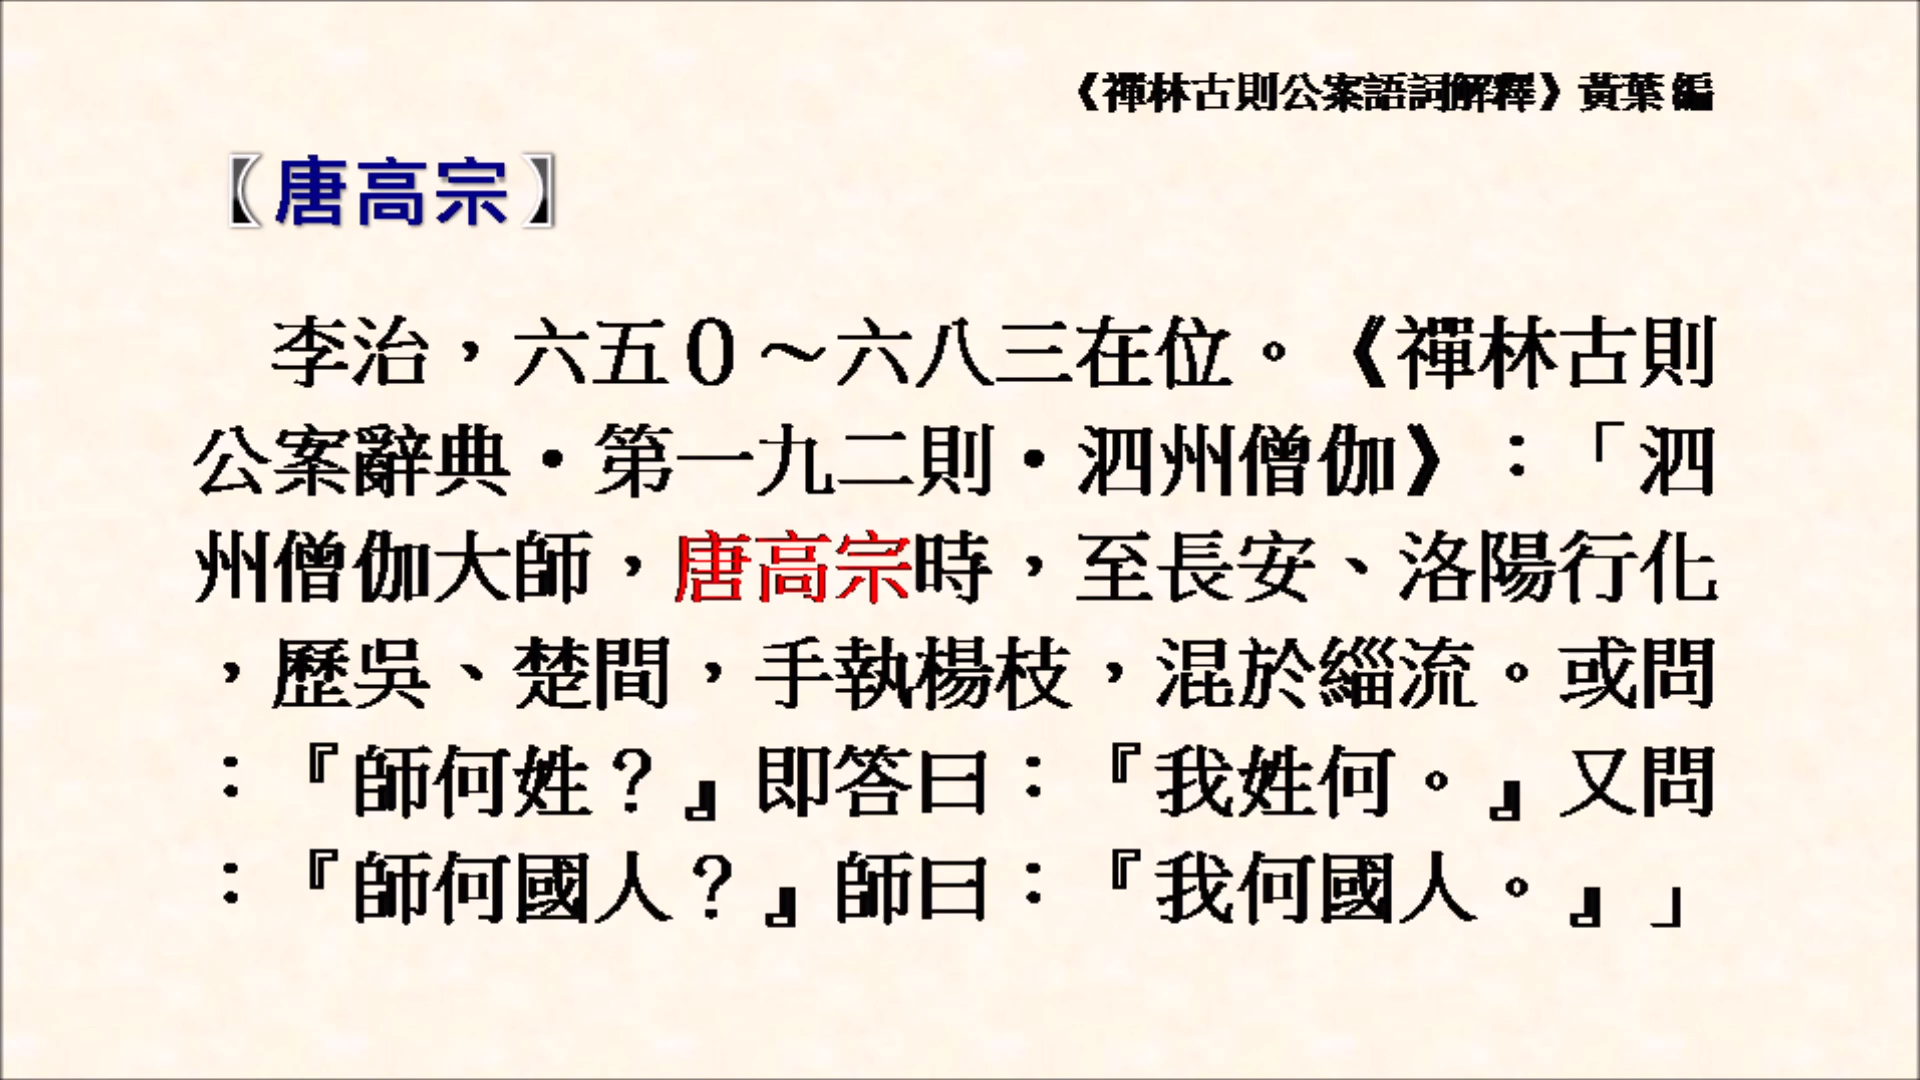 《禪林古則公案語詞解釋》黃葉 編
【唐高宗】
李治，六五０～六八三在位。《禪林古則
公案辭典・第一九二則・泗州僧伽》：「泗
州僧伽大師，唐高宗時，至長安、洛陽行化
，歷吳、楚間，手執楊枝，混於緇流。或問
：『師何姓？』即答曰：『我姓何。』又問
：『師何國人？』師曰：『我何國人。』」